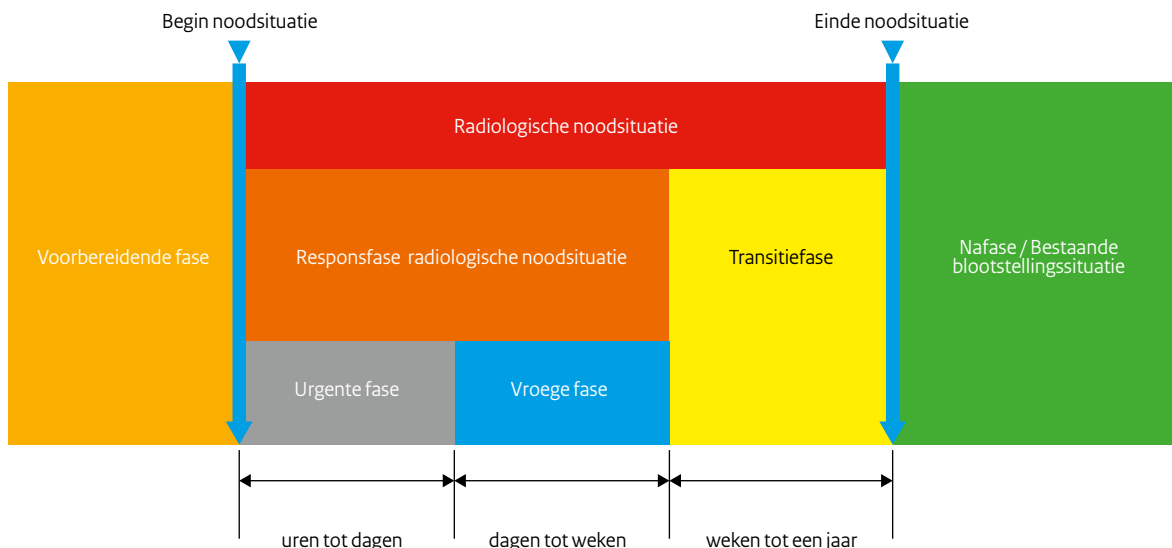 Begin noodsituatie
Einde noodsituatie
Radiologische noodsituatie
Voorbereidende fase
Responsfase radiologische noodsituatie
Transitiefase
Nafase / Bestaande
blootstellingssituatie
Urgente fase
Vroege fase
uren tot dagen
dagen tot weken
weken tot een jaar